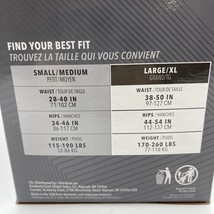 FIND YOUR BEST FIT
TROUVEZ LA TAILLE QUI VOUS CONVIENT
SMALL/MEDIUM
PETIT/MOYEN
WAIST / TOUR DE TAILLE
28-40 IN
71-102 CM
HIPS / HANCHES
34-46 IN
86-117 CM
WEIGHT / POIDS
115-190 LBS
52-86 KG
LARGE/XL
GRAND/TG
WAIST / TOUR DE TAILLE
38-50 IN
97-127 CM
HIPS / HANCHES
44-54 IN
112-137 CM
WEIGHT / POIDS
170-260 LBS
77-118 KG